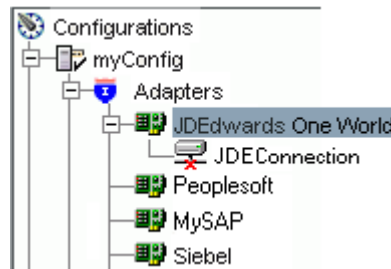 Configurations
myConfig
Adapters
JDEdwards One World
JDEConnection
Peoplesoft
MySAP
Siebel